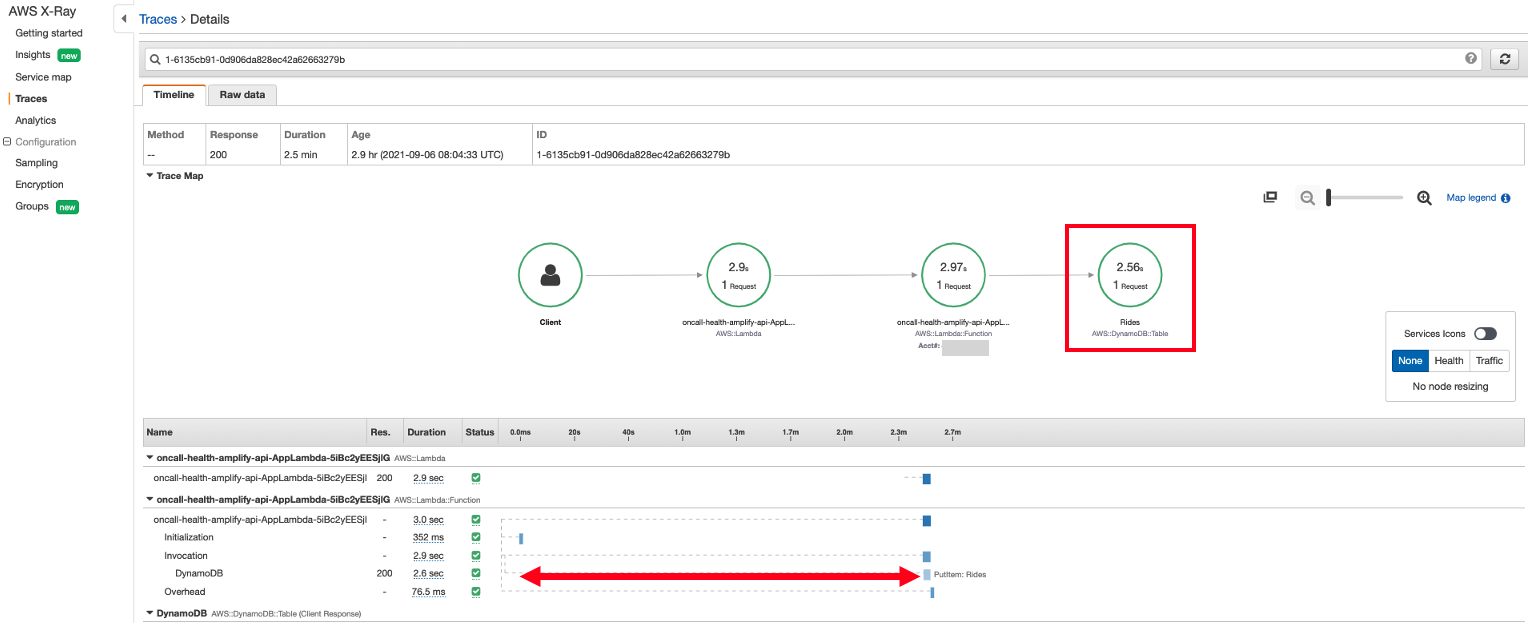 AWS X-Ray
Getting started
Insights new
Service map
Traces
Analytics
Configuration
Sampling
Encryption
Groups new
Traces > Details
1-6135cb91-0d906da828ec42a62663279b
Timeline Raw data
Method Response Duration Age ID
-- 200 2.5 min 2.9 hr (2021-09-06 08:04:33 UTC) 1-6135cb91-0d906da828ec42a62663279b
Trace Map
Map legend
2.9s 2.97s 2.56s
1 Request 1 Request 1 Request
Client oncall-health-amplify-api-AppL... oncall-health-amplify-api-AppL... Rides
AWS::Lambda AWS::Lambda::Function AWS::DynamoDB::Table
Acct#:
Services Icons
None Health Traffic
No node resizing
Name Res. Duration Status 0.0ms 20s 40s 1.0m 1.3m 1.7m 2.0m 2.3m 2.7m
oncall-health-amplify-api-AppLambda-5iBc2yEESjlG AWS::Lambda
oncall-health-amplify-api-AppLambda-5iBc2yEESjl 200 2.9 sec
oncall-health-amplify-api-AppLambda-5iBc2yEESjlG AWS::Lambda::Function
oncall-health-amplify-api-AppLambda-5iBc2yEESjl - 3.0 sec
Initialization - 352 ms
Invocation - 2.9 sec
DynamoDB 200 2.6 sec PutItem: Rides
Overhead - 76.5 ms
DynamoDB AWS::DynamoDB::Table (Client Response)